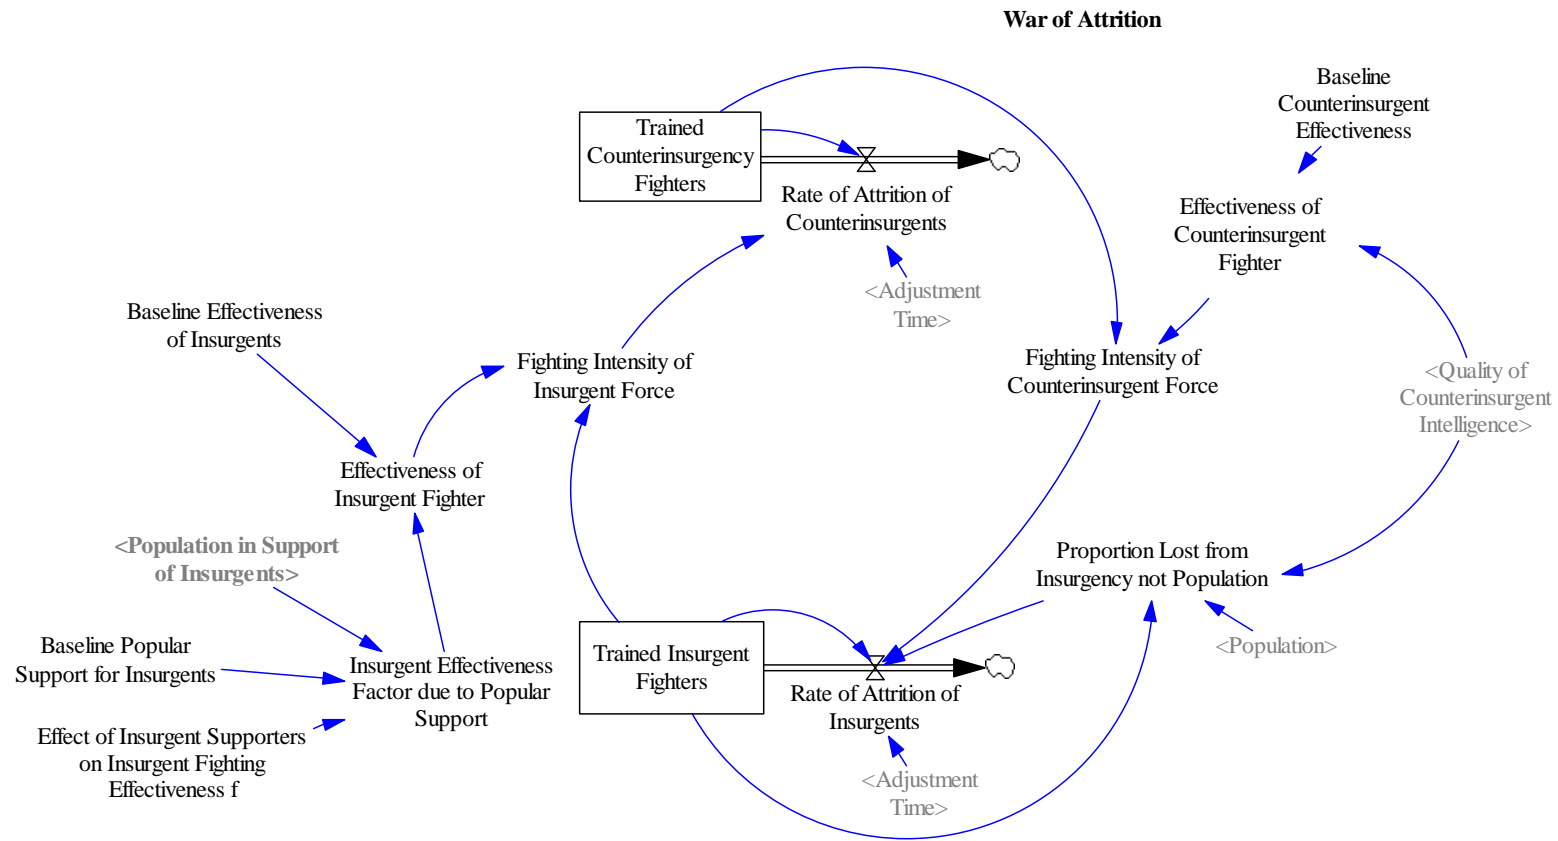 War of Attrition
Baseline
Counterinsurgent
Effectiveness
Trained
Counterinsurgency
Fighters
Rate of Attrition of
Counterinsurgents
Effectiveness of
Counterinsurgent
Fighter
<Adjustment
Time>
Baseline Effectiveness
of Insurgents
Fighting Intensity of
Insurgent Force
Fighting Intensity of
Counterinsurgent Force
<Quality of
Counterinsurgent
Intelligence>
Effectiveness of
Insurgent Fighter
<Population in Support
of Insurgents>
Proportion Lost from
Insurgency not Population
<Population>
Baseline Popular
Support for Insurgents
Insurgent Effectiveness
Factor due to Popular
Support
Trained Insurgent
Fighters
Rate of Attrition of
Insurgents
Effect of Insurgent Supporters
on Insurgent Fighting
Effectiveness f
<Adjustment
Time>